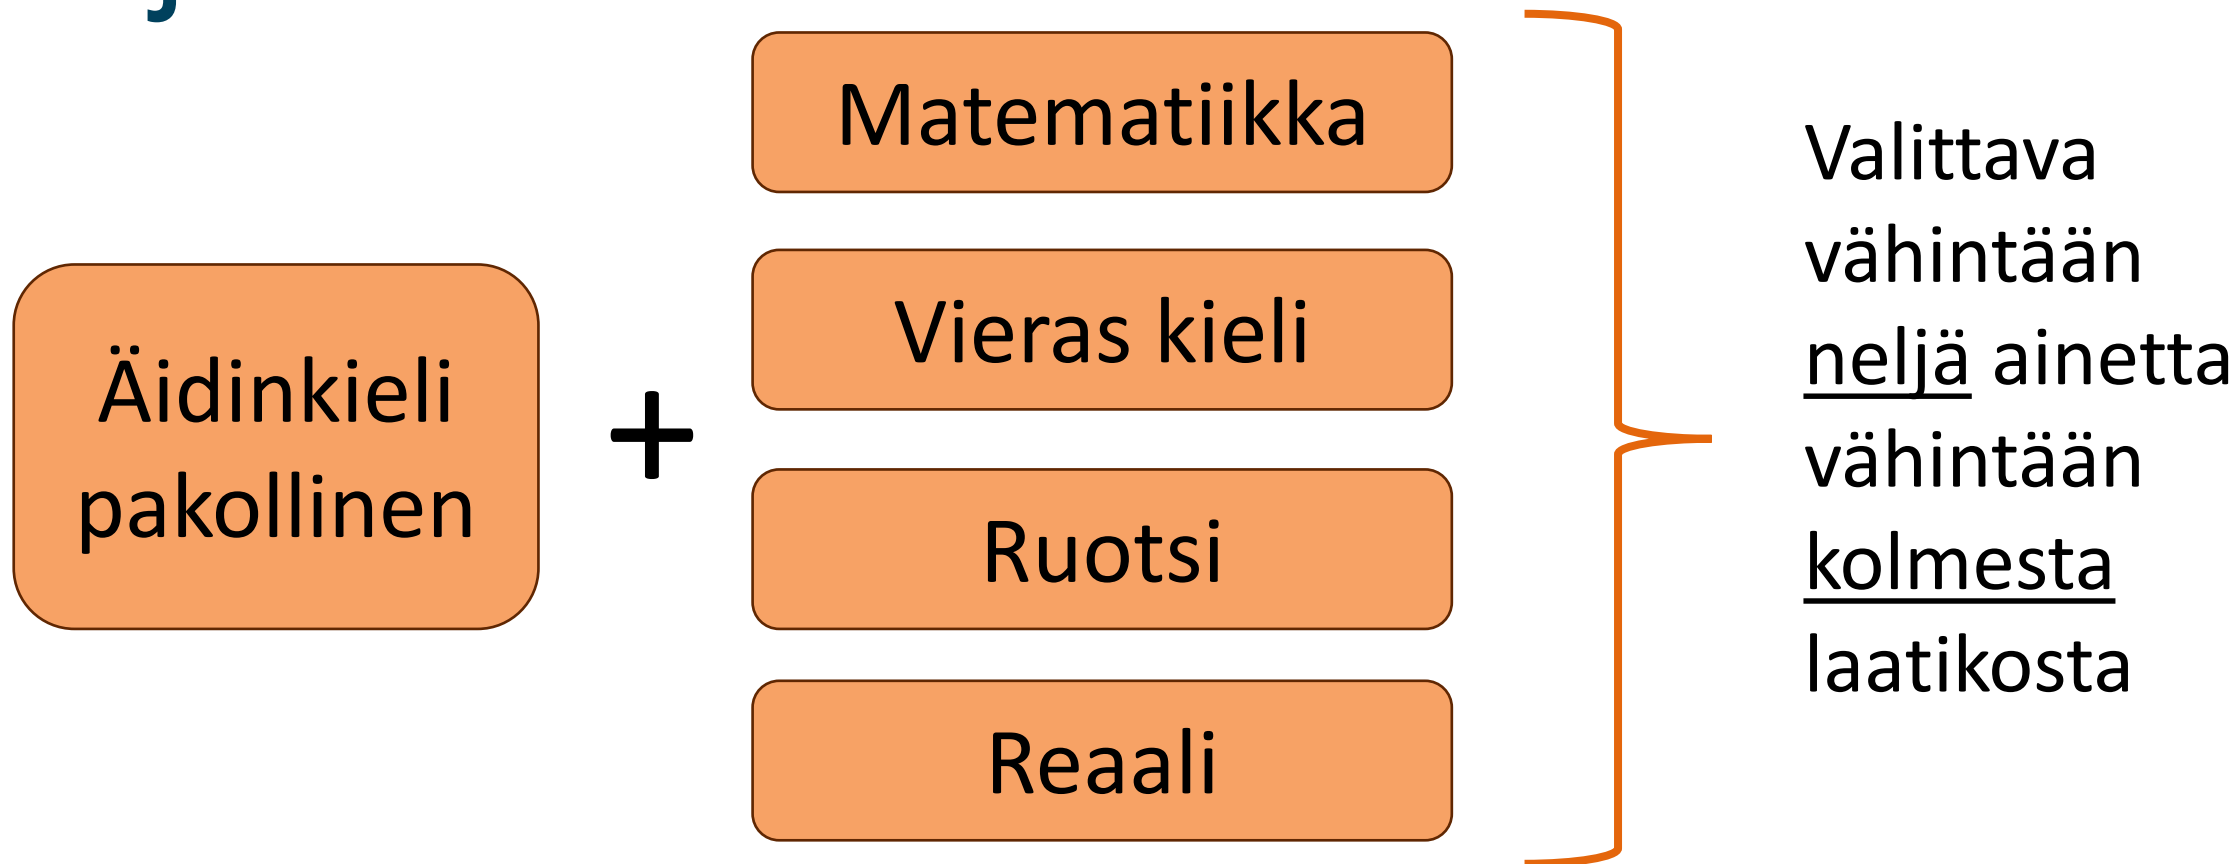 Äidinkieli
pakollinen
+
Matematiikka
Vieras kieli
Ruotsi
Reaali
Valittava
vähintään
neljä ainetta
vähintään
kolmesta
laatikosta